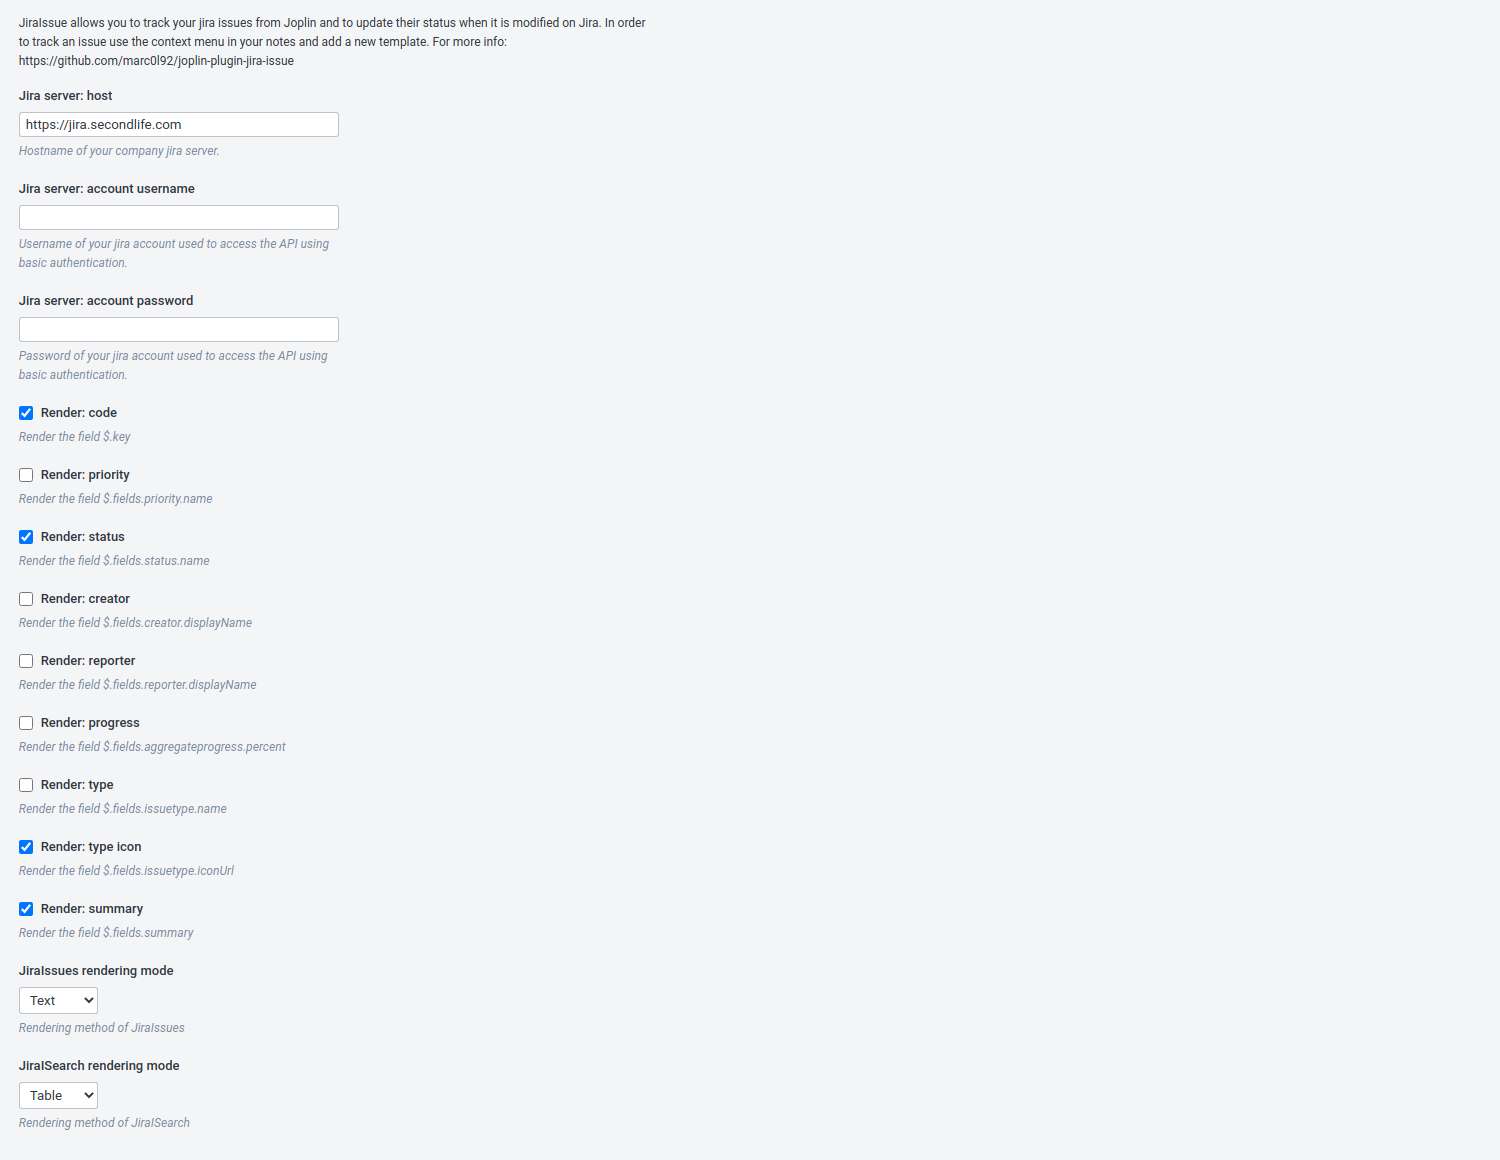 JiraIssue allows you to track your jira issues from Joplin and to update their status when it is modified on Jira. In order
to track an issue use the context menu in your notes and add a new template. For more info:
https://github.com/marc0l92/joplin-plugin-jira-issue
Jira server: host
https://jira.secondlife.com
Hostname of your company jira server.
Jira server: account username
Username of your jira account used to access the API using
basic authentication.
Jira server: account password
Password of your jira account used to access the API using
basic authentication.
Render: code
Render the field $.key
Render: priority
Render the field $.fields.priority.name
Render: status
Render the field $.fields.status.name
Render: creator
Render the field $.fields.creator.displayName
Render: reporter
Render the field $.fields.reporter.displayName
Render: progress
Render the field $.fields.aggregateprogress.percent
Render: type
Render the field $.fields.issuetype.name
Render: type icon
Render the field $.fields.issuetype.iconUrl
Render: summary
Render the field $.fields.summary
JiraIssues rendering mode
Text
Rendering method of JiraIssues
JiraISearch rendering mode
Table
Rendering method of JiraISearch